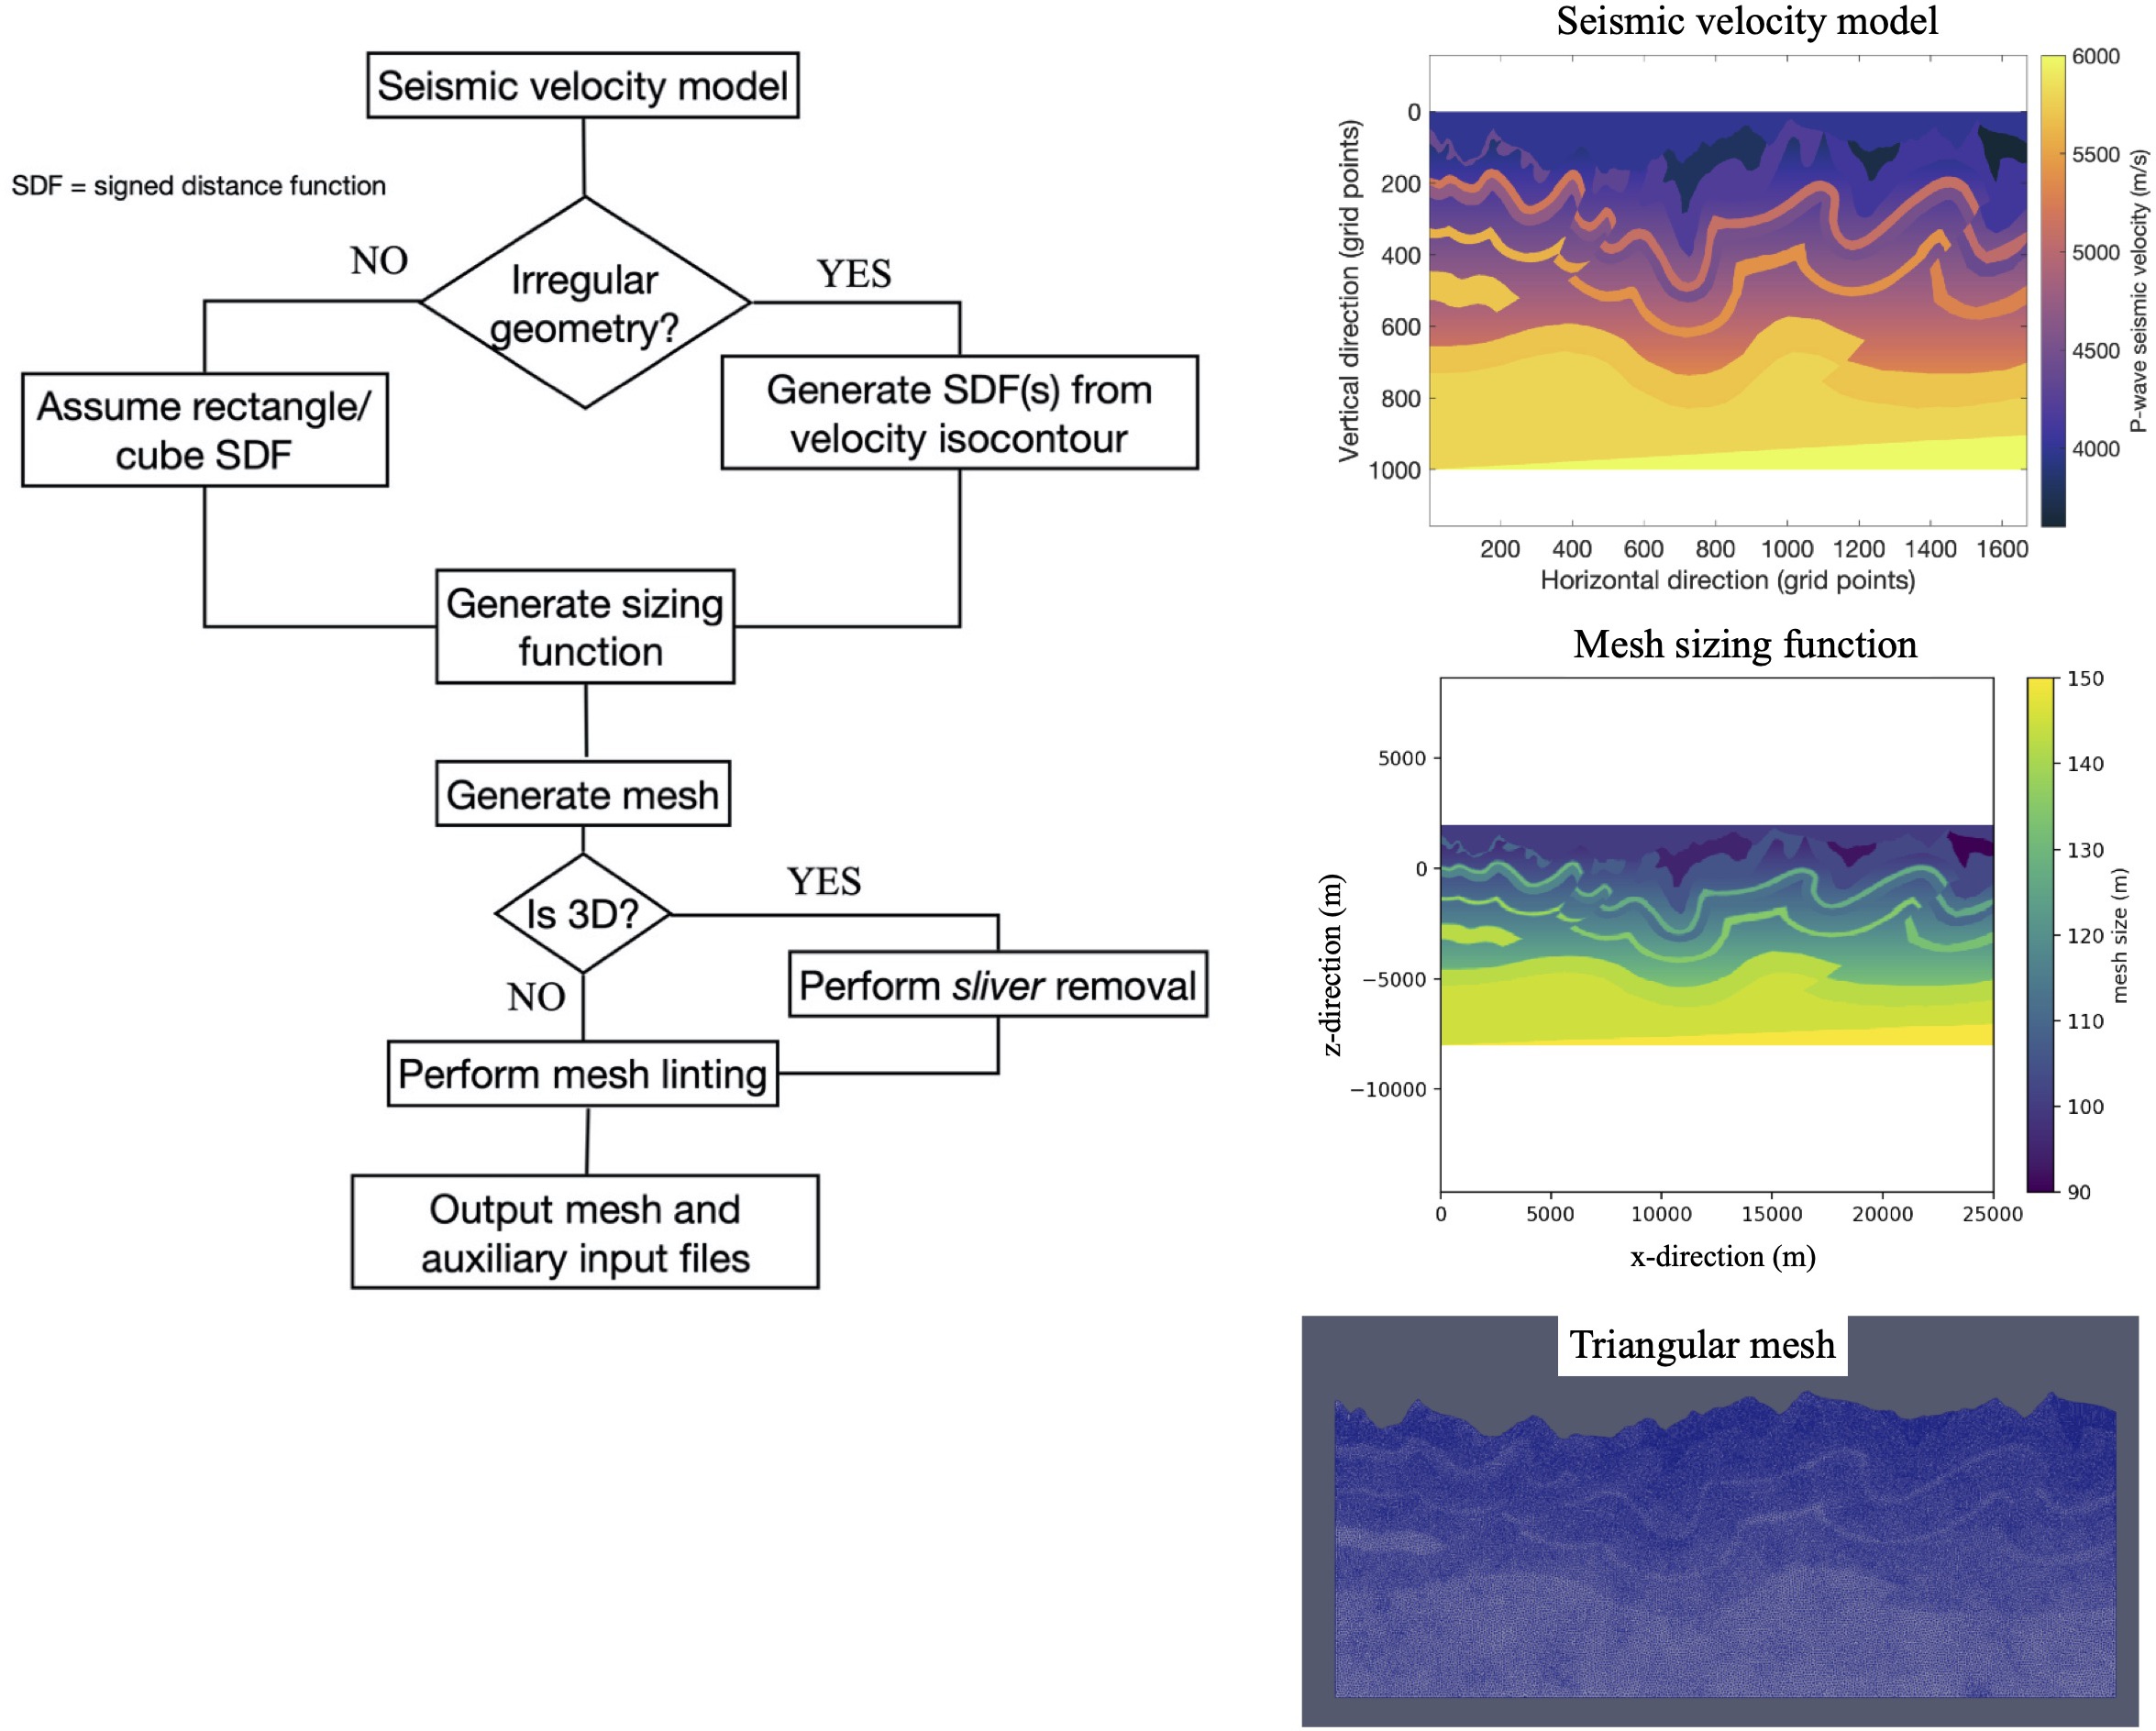 Seismic velocity model
SDF = signed distance function
NO
YES
Irregular
geometry?
Assume rectangle/
cube SDF
Generate SDF(s) from
velocity isocontour
Generate sizing
function
Generate mesh
YES
Is 3D?
Perform sliver removal
NO
Perform mesh linting
Output mesh and
auxiliary input files
Seismic velocity model
0
200
400
600
800
1000
Vertical direction (grid points)
200 400 600 800 1000 1200 1400 1600
Horizontal direction (grid points)
6000
5500
5000
4500
4000
P-wave seismic velocity (m/s)
Mesh sizing function
5000
0
−5000
−10000
z-direction (m)
0 5000 10000 15000 20000 25000
x-direction (m)
150
140
130
120
110
100
90
mesh size (m)
Triangular mesh